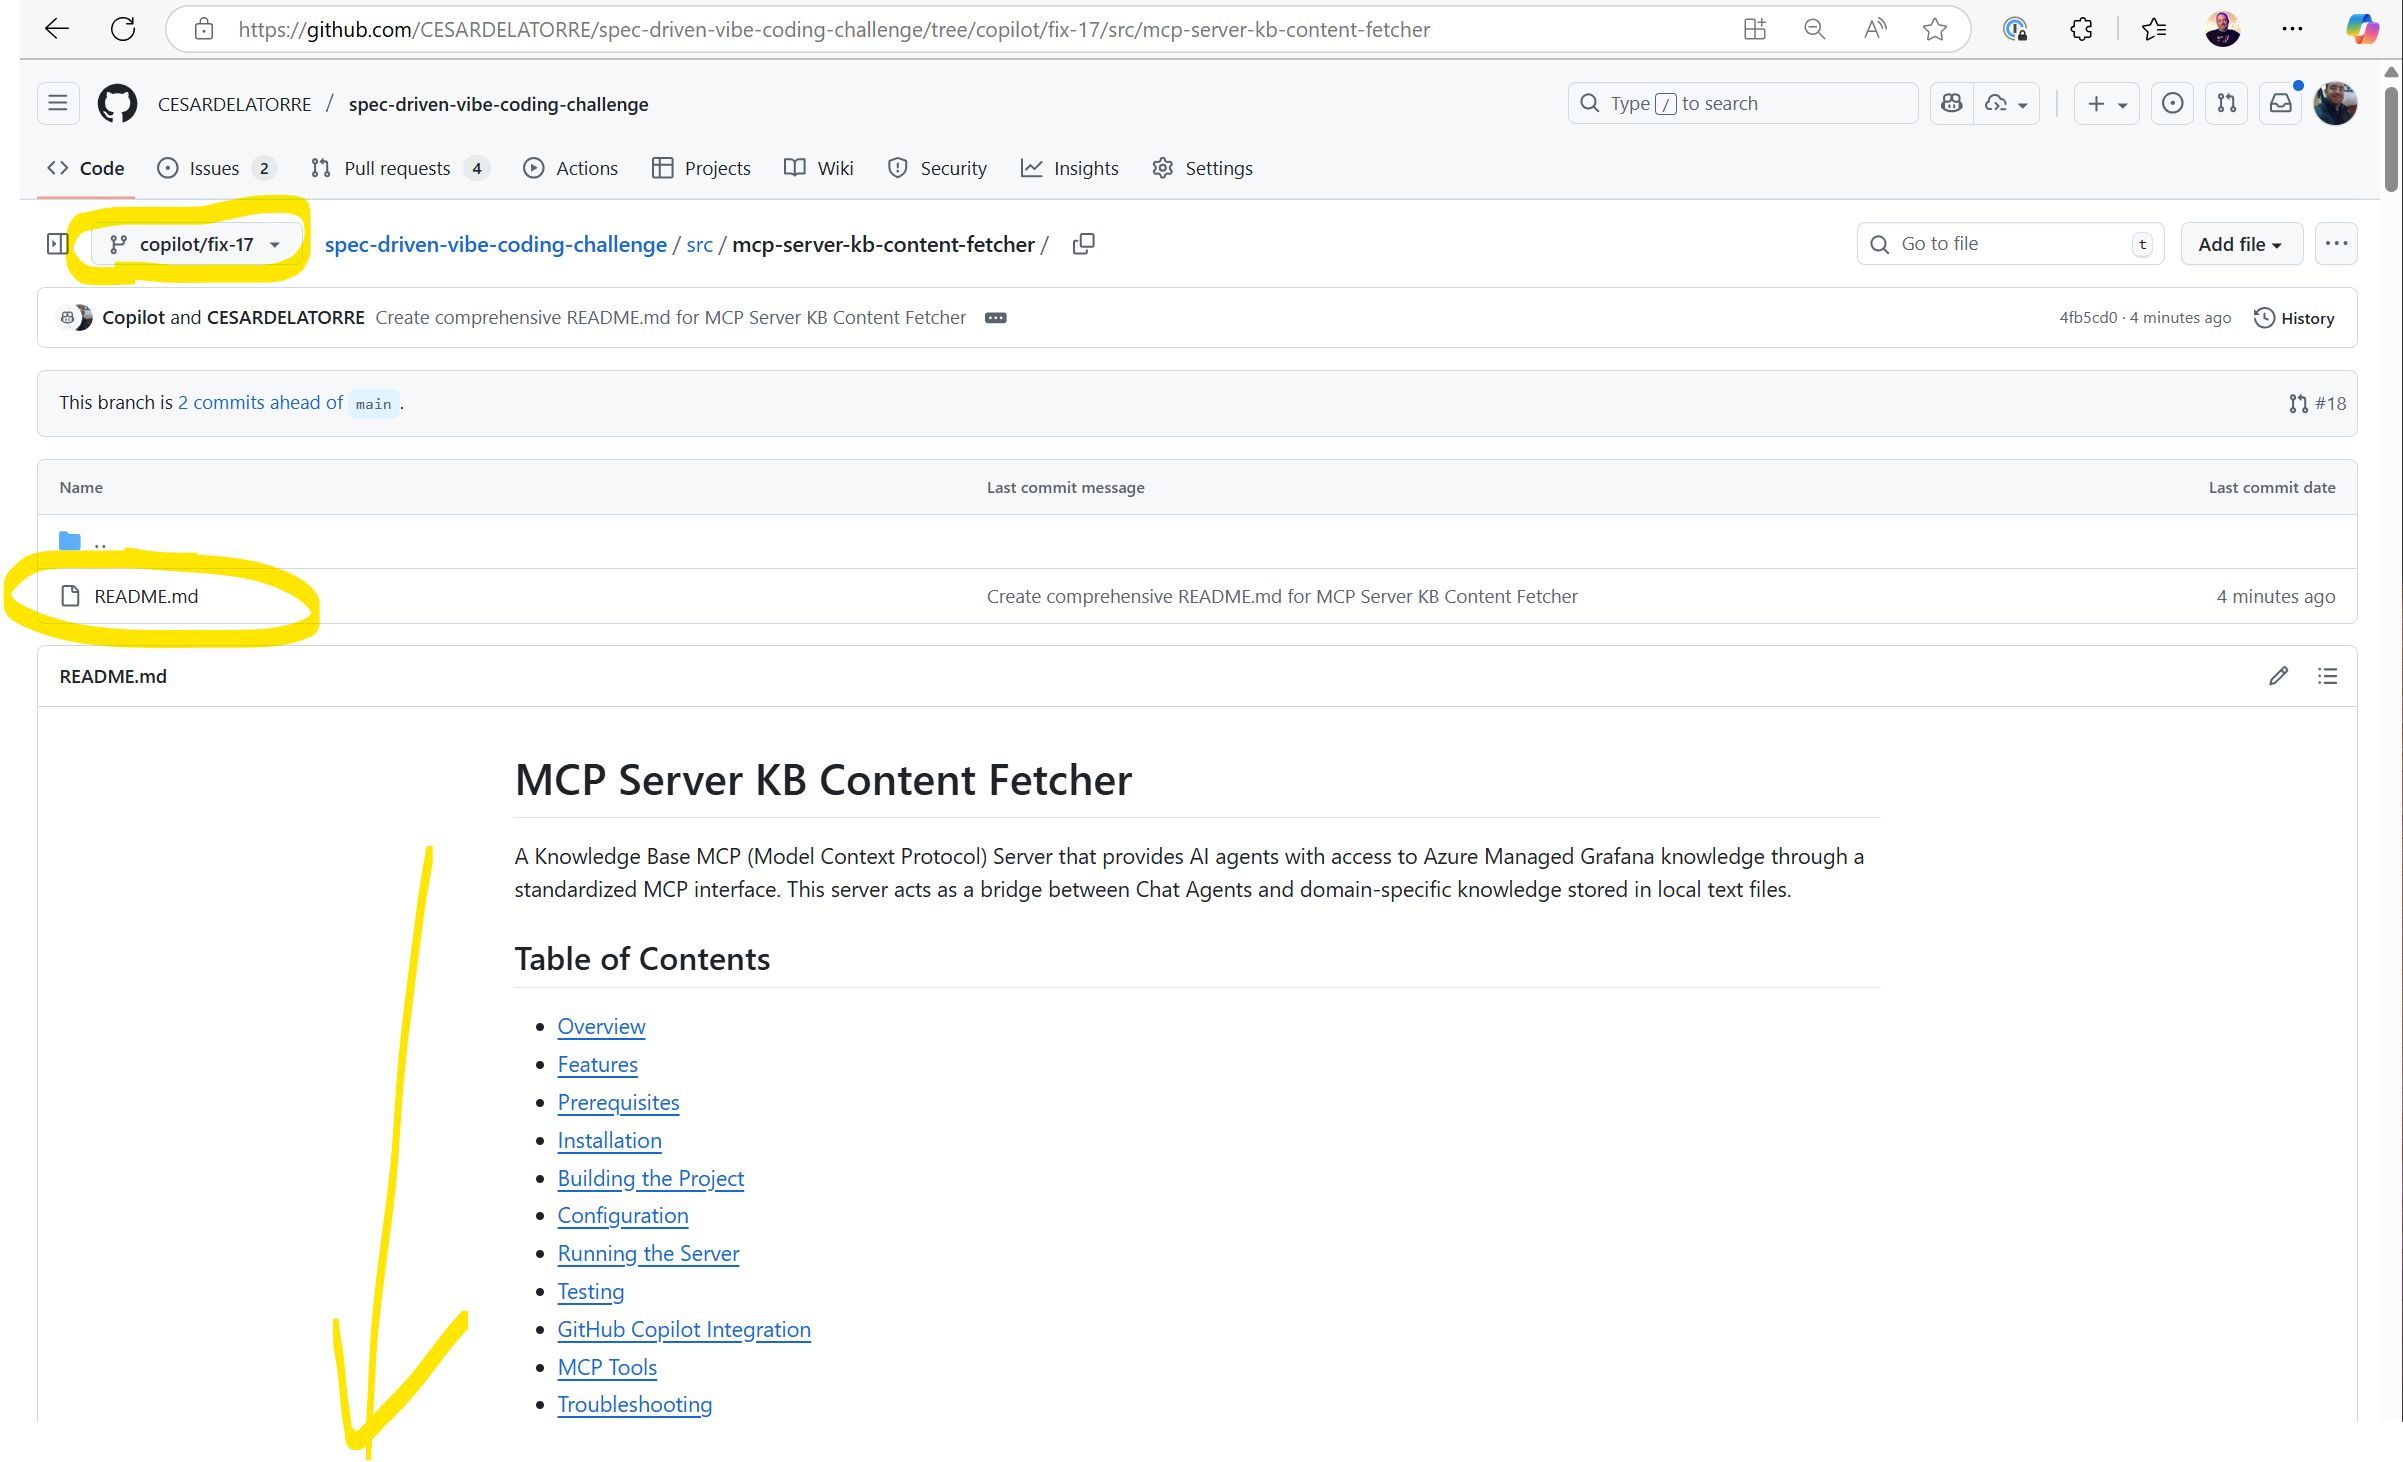 https://github.com/CESARDELATORRE/spec-driven-vibe-coding-challenge/tree/copilot/fix-17/src/mcp-server-kb-content-fetcher
CESARDELATORRE / spec-driven-vibe-coding-challenge
Type / to search
Code Issues 2 Pull requests 4 Actions Projects Wiki Security Insights Settings
copilot/fix-17 spec-driven-vibe-coding-challenge / src / mcp-server-kb-content-fetcher / Go to file t Add file
Copilot and CESARDELATORRE Create comprehensive README.md for MCP Server KB Content Fetcher 4fb5cd0 · 4 minutes ago History
This branch is 2 commits ahead of main . #18
Name Last commit message Last commit date
..
README.md Create comprehensive README.md for MCP Server KB Content Fetcher 4 minutes ago
README.md
MCP Server KB Content Fetcher
A Knowledge Base MCP (Model Context Protocol) Server that provides AI agents with access to Azure Managed Grafana knowledge through a
standardized MCP interface. This server acts as a bridge between Chat Agents and domain-specific knowledge stored in local text files.
Table of Contents
• Overview
• Features
• Prerequisites
• Installation
• Building the Project
• Configuration
• Running the Server
• Testing
• GitHub Copilot Integration
• MCP Tools
• Troubleshooting